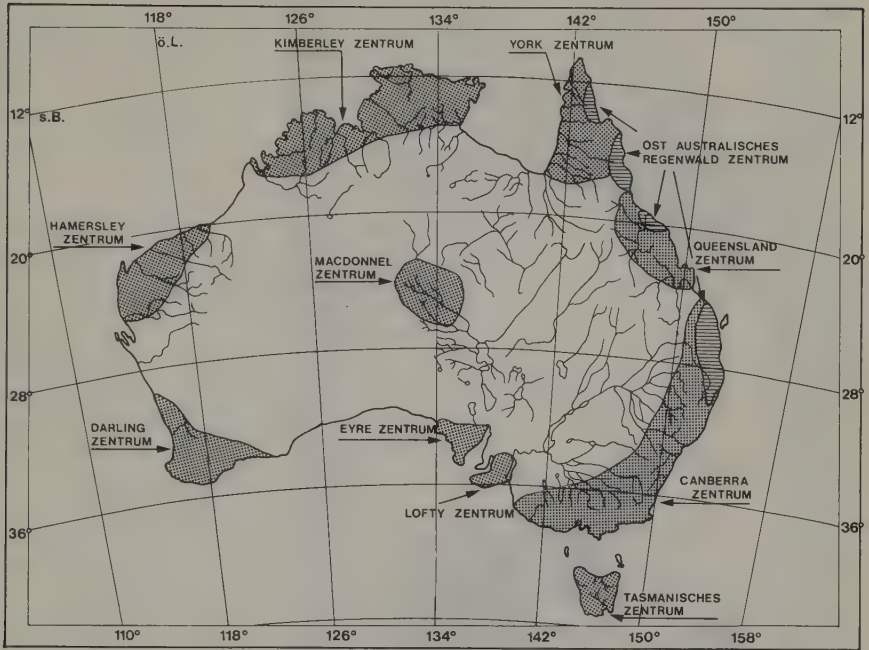 118° 126° 134° 142° 150°
ö.L.
KIMBERLEY ZENTRUM
YORK ZENTRUM
12°
s.B.
12°
OST AUSTRALISCHES
REGENWALD ZENTRUM
HAMERSLEY
ZENTRUM
MACDONNEL
ZENTRUM
QUEENSLAND
ZENTRUM
20°
20°
28°
28°
DARLING
ZENTRUM
EYRE ZENTRUM
LOFTY ZENTRUM
CANBERRA
ZENTRUM
36°
36°
TASMANISCHES
ZENTRUM
110° 118° 126° 134° 142° 150° 158°